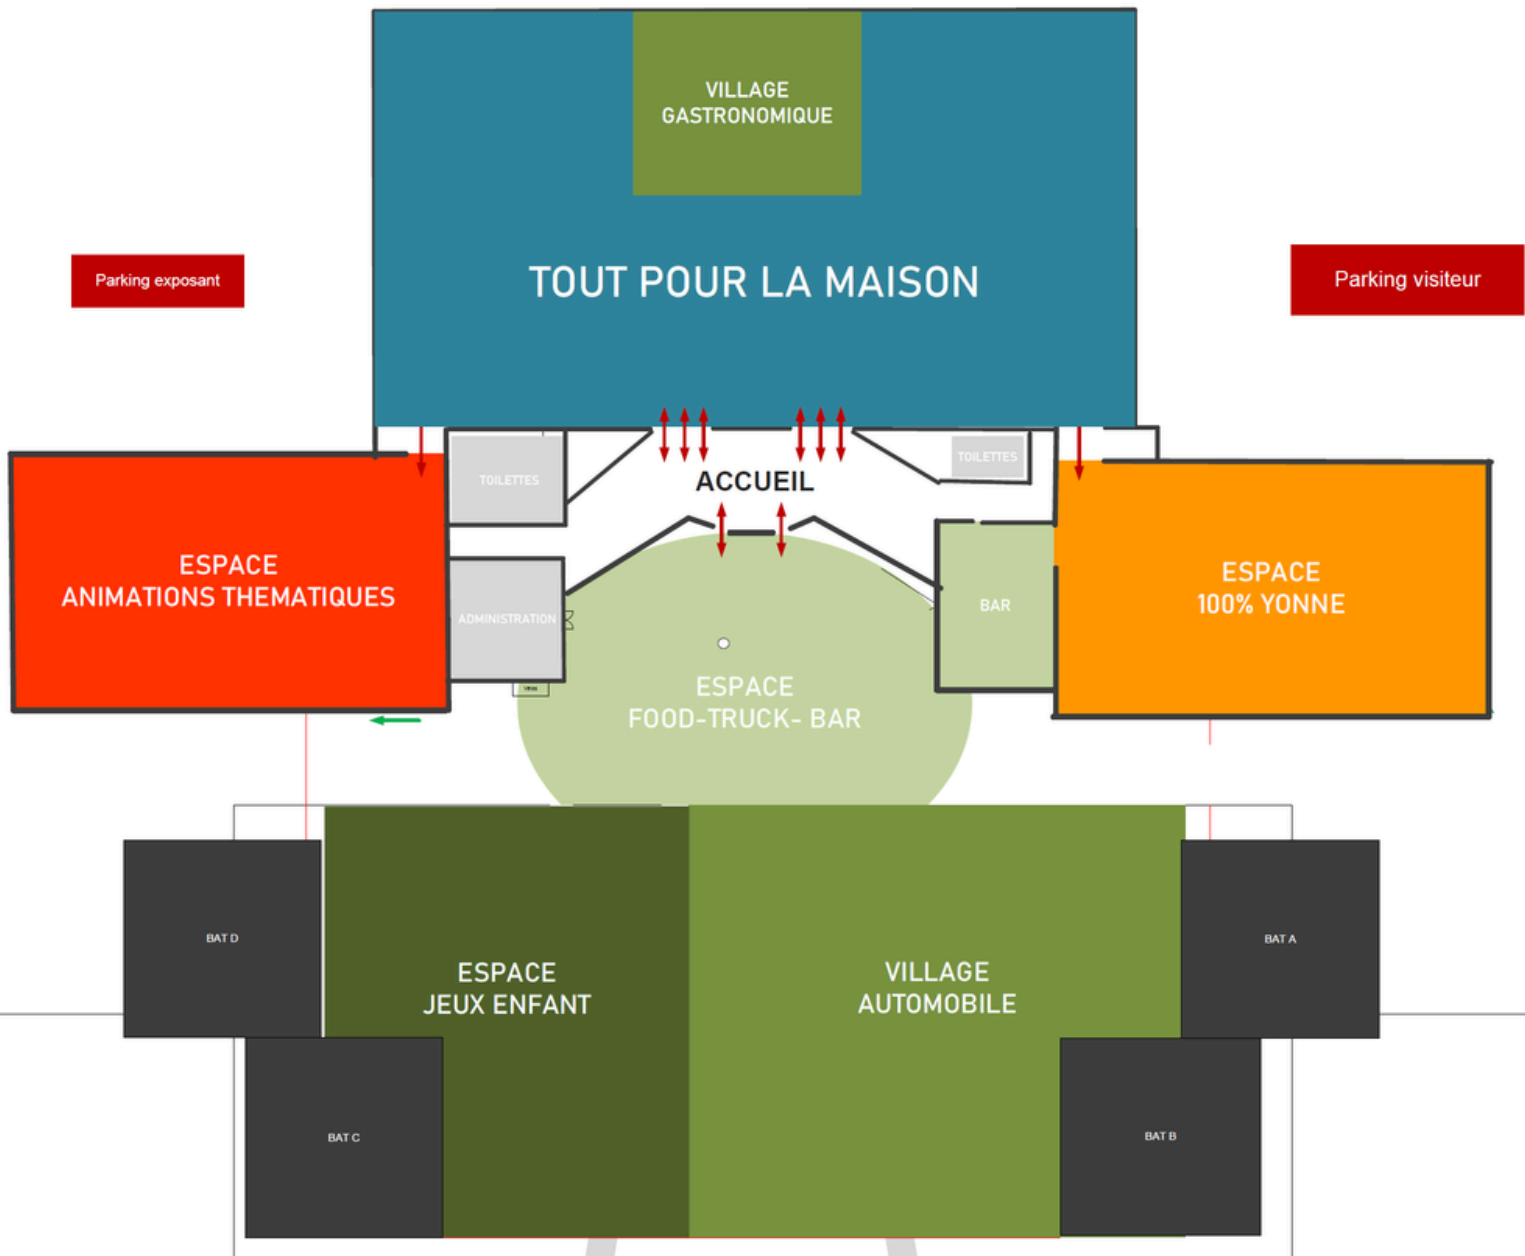 VILLAGE
GASTRONOMIQUE
TOUT POUR LA MAISON
Parking exposant
Parking visiteur
TOILETTES
ACCUEIL
TOILETTES
ESPACE
ANIMATIONS THEMATIQUES
ADMINISTRATION
BAR
ESPACE
100% YONNE
ESPACE
FOOD-TRUCK- BAR
BAT D
ESPACE
JEUX ENFANT
VILLAGE
AUTOMOBILE
BAT A
BAT C
BAT B